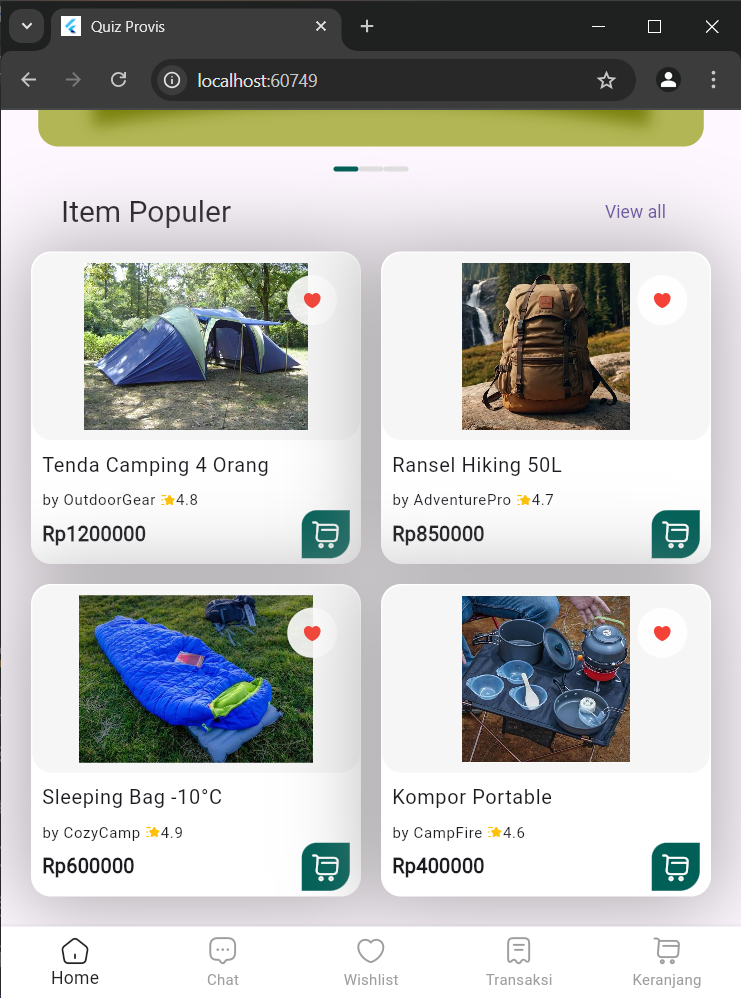 Quiz Provis
localhost:60749
Item Populer
View all
Tenda Camping 4 Orang
by OutdoorGear 4.8
Rp1200000
Ransel Hiking 50L
by AdventurePro 4.7
Rp850000
Sleeping Bag -10°C
by CozyCamp 4.9
Rp600000
Kompor Portable
by CampFire 4.6
Rp400000
Home
Chat
Wishlist
Transaksi
Keranjang